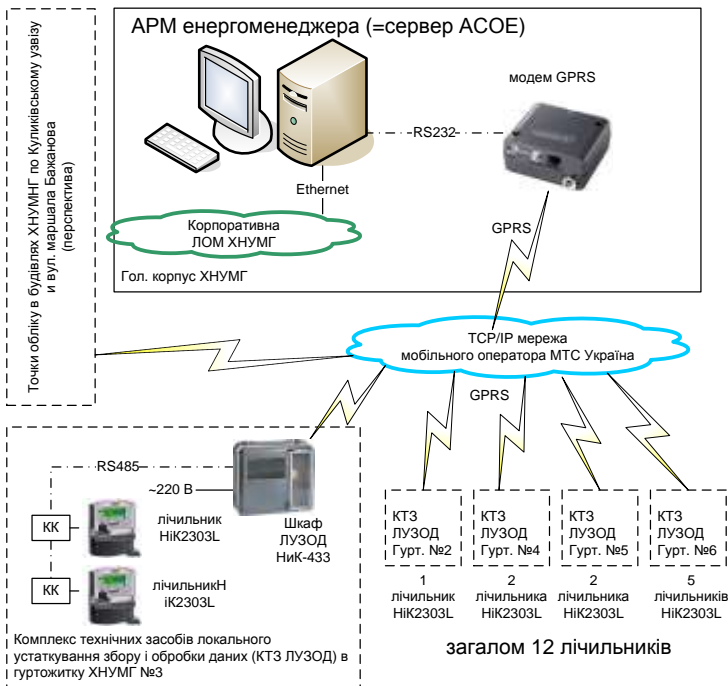 АРМ енергоменеджера (=сервер АСОЕ)
модем GPRS
RS232
Ethernet
Корпоративна
ЛОМ ХНУМГ
GPRS
Гол. корпус ХНУМГ
Точки обліку в будівлях ХНУМНГ по Куликівському узвізу
и вул. маршала Бажанова
(перспектива)
TCP/IP мережа
мобільного оператора МТС Україна
GPRS
RS485
~220 В
КК
лічильник
НіК2303L
Шкаф
ЛУЗОД
НиК-433
КК
лічильникН
іК2303L
Комплекс технічних засобів локального
устаткування збору і обробки даних (КТЗ ЛУЗОД) в
гуртожитку ХНУМГ №3
КТЗ
ЛУЗОД
Гурт. №2
1
лічильник
НіК2303L
КТЗ
ЛУЗОД
Гурт. №4
2
лічильника
НіК2303L
КТЗ
ЛУЗОД
Гурт. №5
2
лічильника
НіК2303L
КТЗ
ЛУЗОД
Гурт. №6
5
лічильників
НіК2303L
загалом 12 лічильників